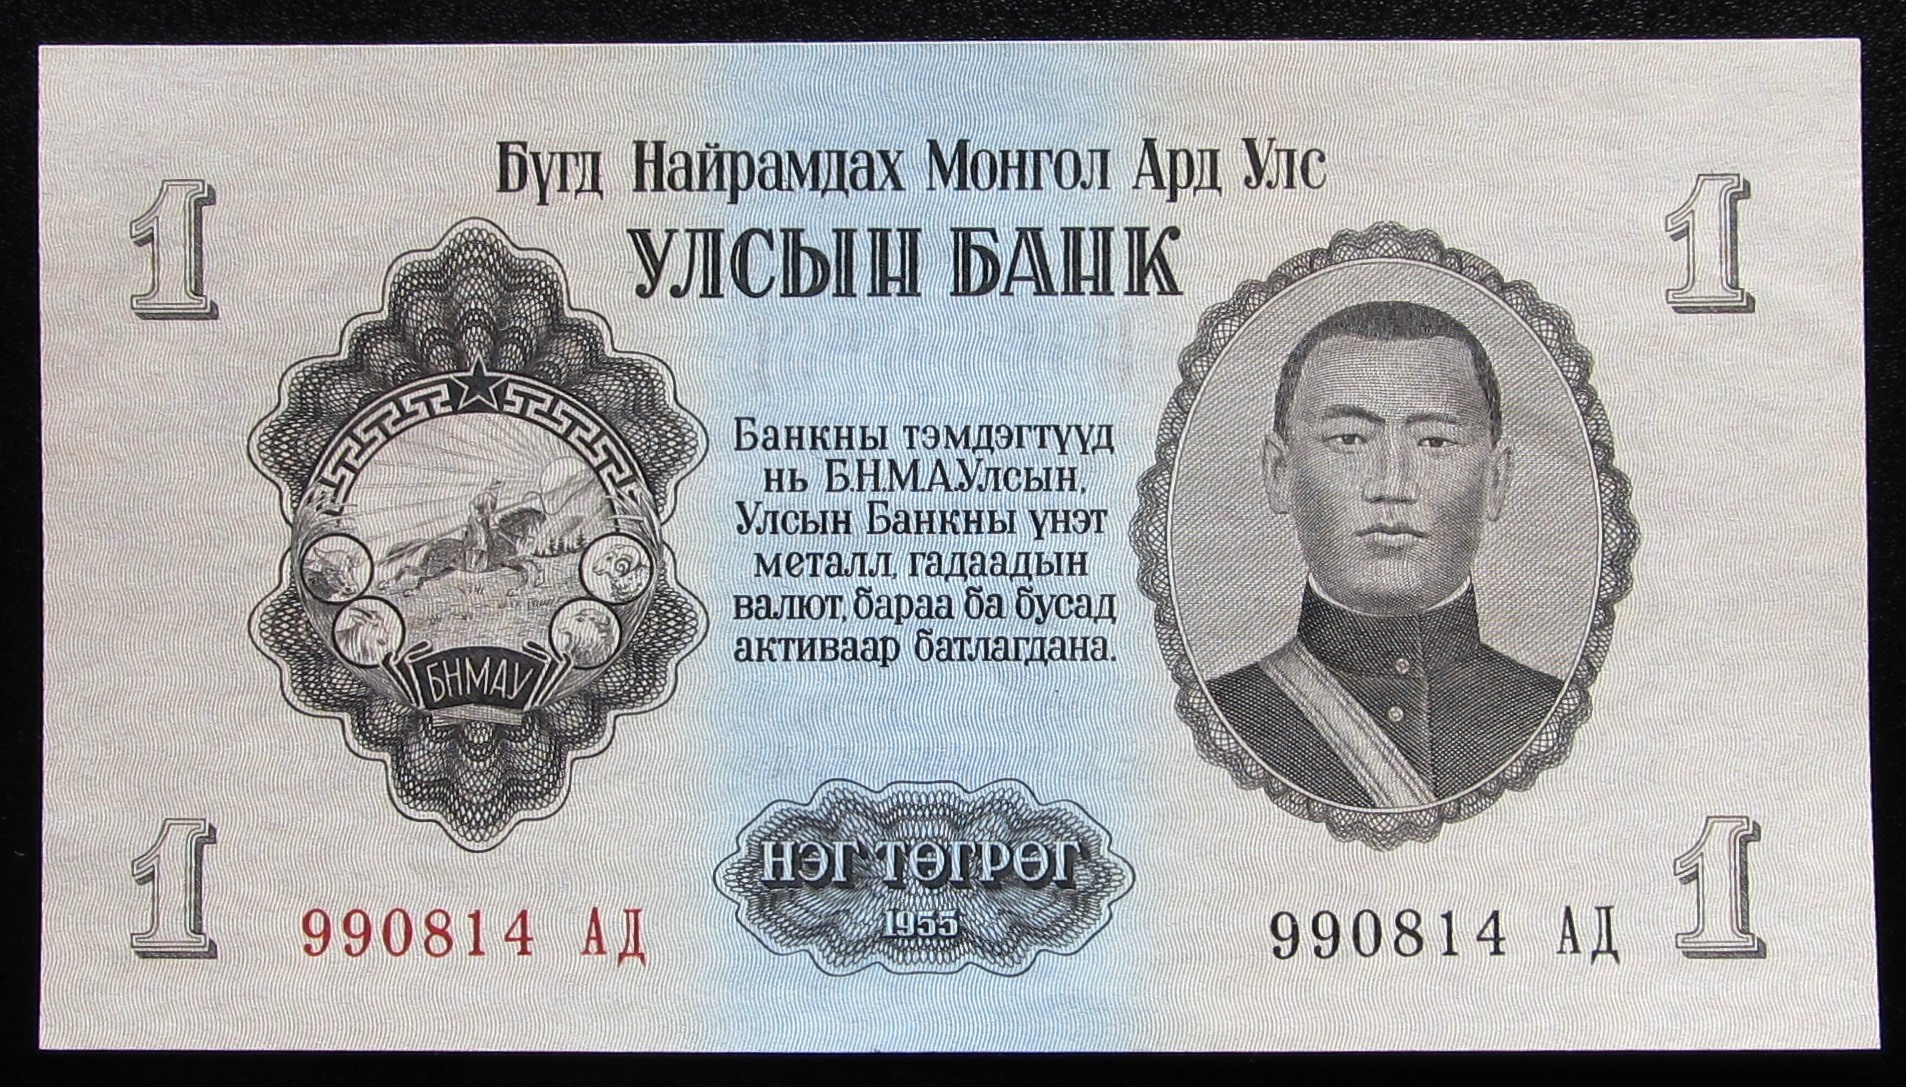 Бүгд Найрамдах Монгол Ард Улс
УЛСЫН БАНК
1
1
Банкны тэмдэгтүүд
нь Б.Н.М.А.Улсын,
Улсын Банкны үнэт
металл, гадаадын
валют, бараа ба бусад
активаар батлагдана.
БНМАУ
НЭГ ТӨГРӨГ
1955
1
990814 АД
990814 АД
1